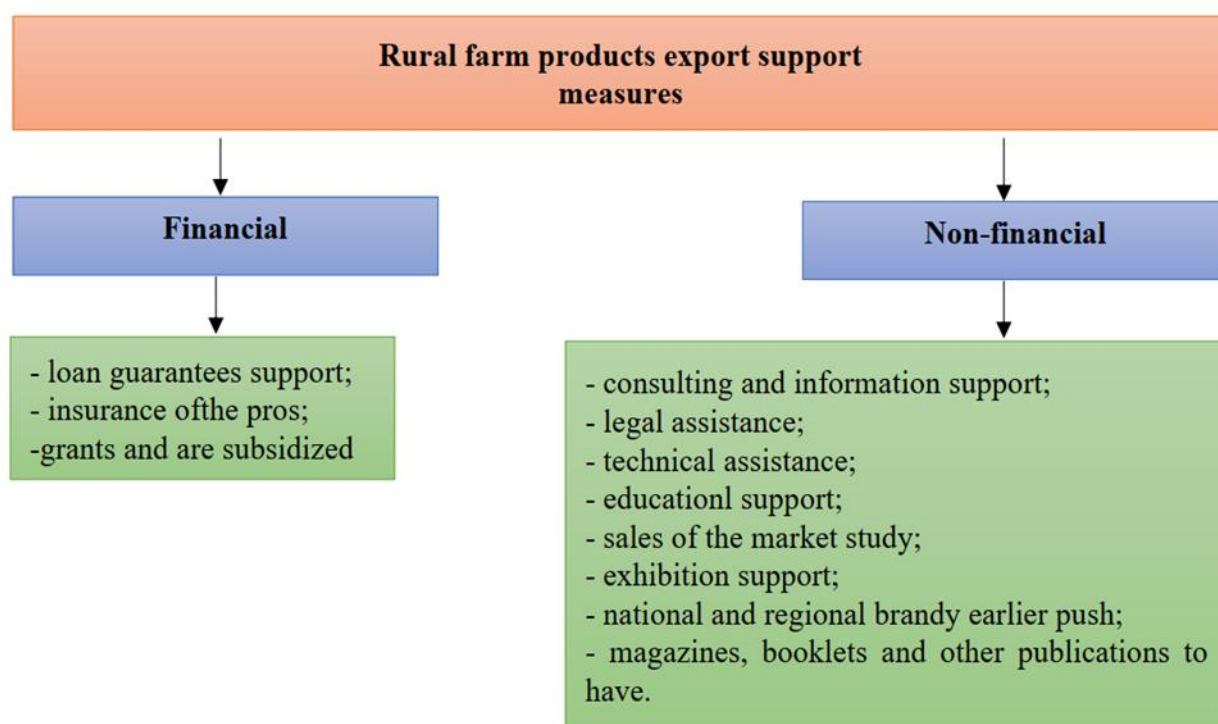 Rural farm products export support
measures
Financial
Non-financial
- loan guarantees support;
- insurance ofthe pros;
-grants and are subsidized
- consulting and information support;
- legal assistance;
- technical assistance;
- educationl support;
- sales of the market study;
- exhibition support;
- national and regional brandy earlier push;
- magazines, booklets and other publications to
have.